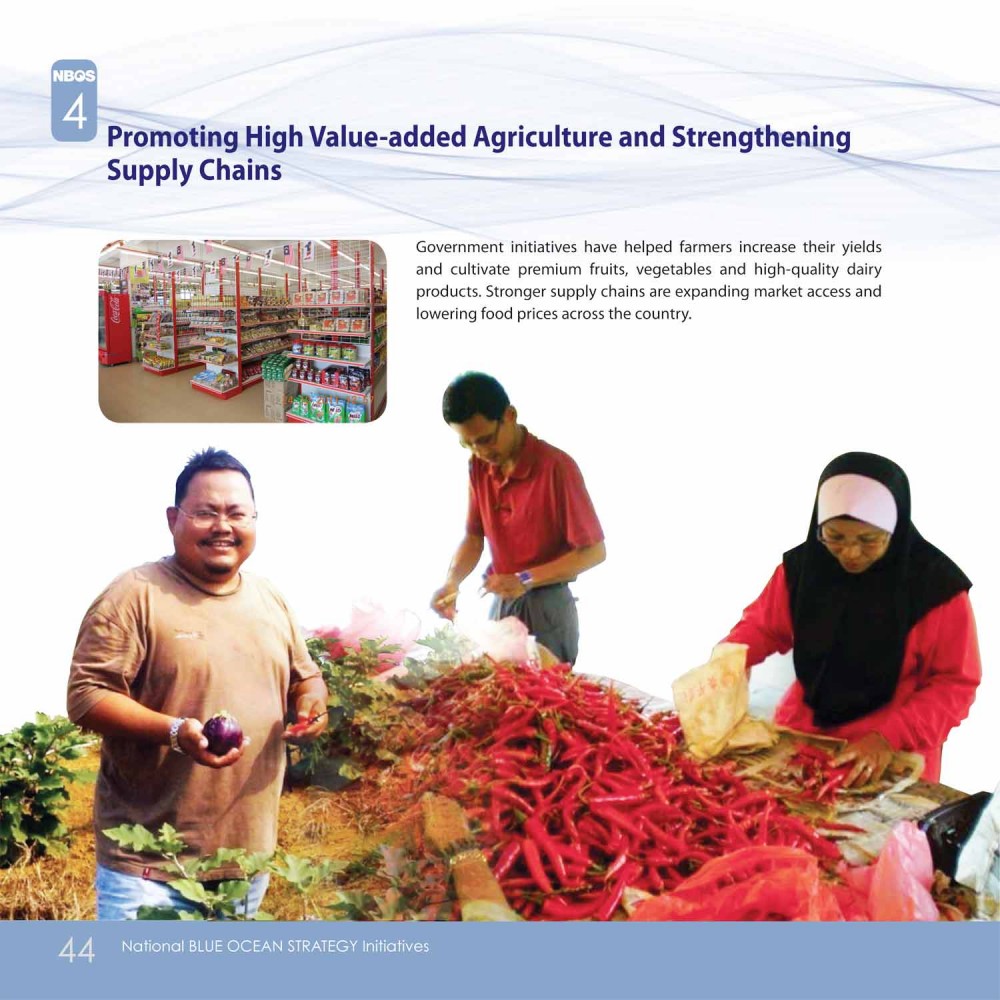 NBOS
4
Promoting High Value-added Agriculture and Strengthening
Supply Chains
Government initiatives have helped farmers increase their yields
and cultivate premium fruits, vegetables and high-quality dairy
products. Stronger supply chains are expanding market access and
lowering food prices across the country.
Coca-Cola
44
National BLUE OCEAN STRATEGY Initiatives